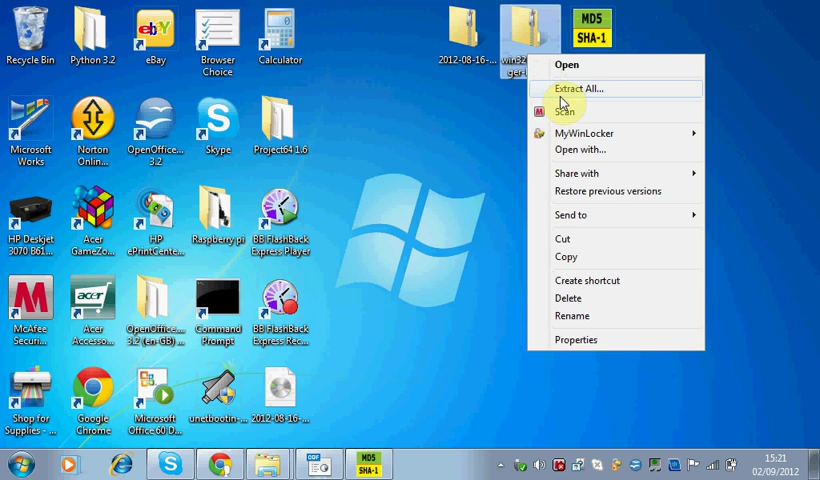 Recycle Bin
Python 3.2
ebY
eBay
Browser
Choice
Calculator
2012-08-16-...
win32
ger-
MD5
SHA-1
Microsoft
Works
Norton
Onlin...
OpenOffice....
3.2
Skype
Project64 1.6
HP Deskjet
3070 B61...
Acer
GameZo...
HP
ePrintCente...
Raspberry pi
BB FlashBack
Express Player
McAfee
Securi...
acer
Acer
Accesso...
OpenOffice....
3.2 (en-GB) ...
Command
Prompt
BB FlashBack
Express Rec...
Shop for
Supplies - ...
Google
Chrome
Microsoft
Office 60 D...
unetbootin-...
2012-08-16-...
Open
Extract All...
Scan
MyWinLocker
Open with...
Share with
Restore previous versions
Send to
Cut
Copy
Create shortcut
Delete
Rename
Properties
ODF
MD5
SHA-1
15:21
02/09/2012